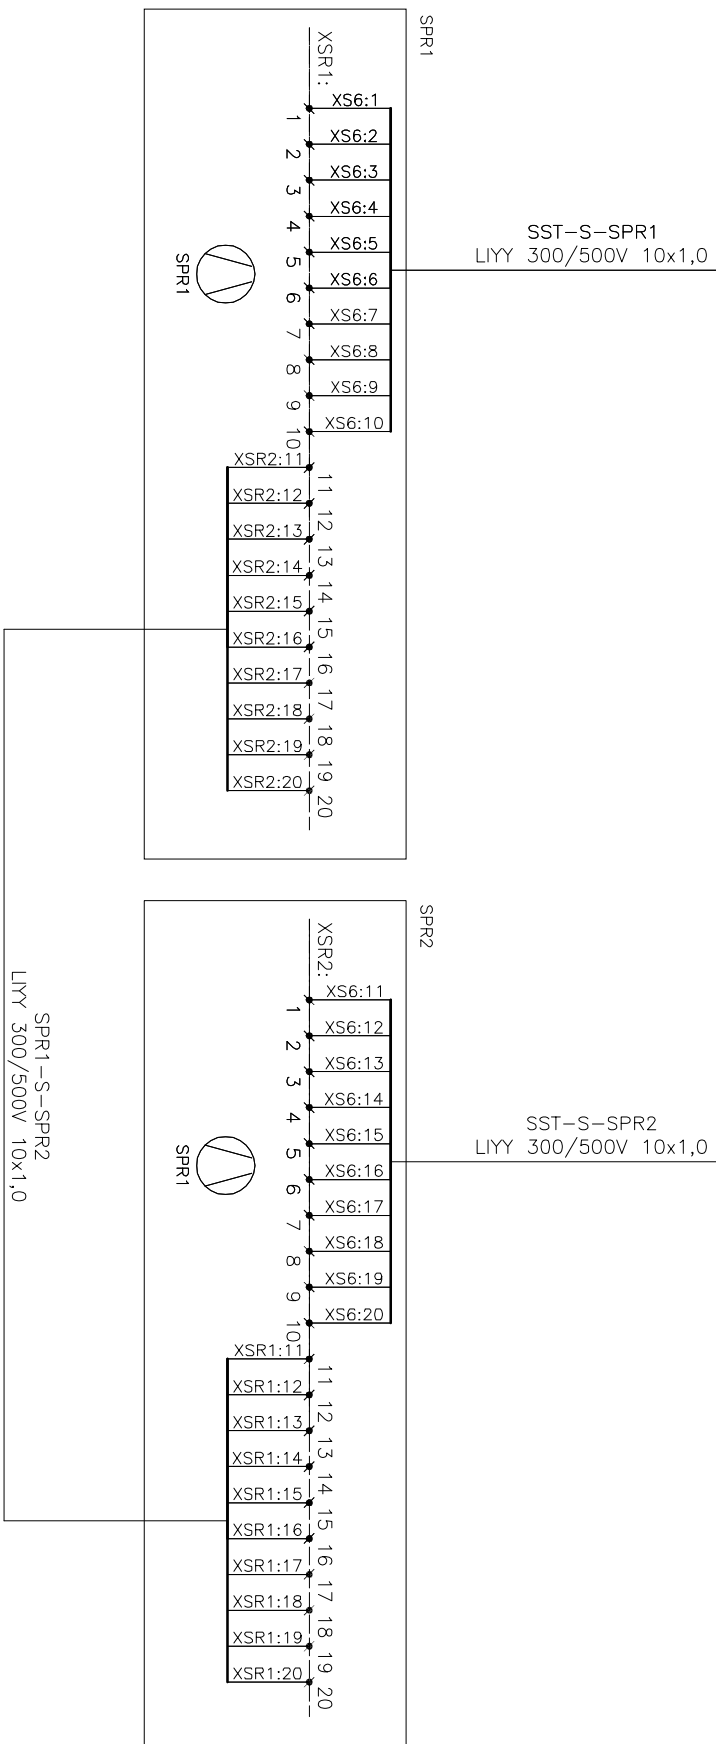 SPR1
SST-S-SPR1
LIYY 300/500V 10x1,0
XSR1:
XS6:1
XS6:2
XS6:3
XS6:4
XS6:5
XS6:6
XS6:7
XS6:8
XS6:9
XS6:10
1
2
3
4
5
6
7
8
9
10
SPR1
XSR2:11
XSR2:12
XSR2:13
XSR2:14
XSR2:15
XSR2:16
XSR2:17
XSR2:18
XSR2:19
XSR2:20
11
12
13
14
15
16
17
18
19
20
SPR2
SST-S-SPR2
LIYY 300/500V 10x1,0
XSR2:
XS6:11
XS6:12
XS6:13
XS6:14
XS6:15
XS6:16
XS6:17
XS6:18
XS6:19
XS6:20
1
2
3
4
5
6
7
8
9
10
SPR1
XSR1:11
XSR1:12
XSR1:13
XSR1:14
XSR1:15
XSR1:16
XSR1:17
XSR1:18
XSR1:19
XSR1:20
11
12
13
14
15
16
17
18
19
20
SPR1-S-SPR2
LIYY 300/500V 10x1,0